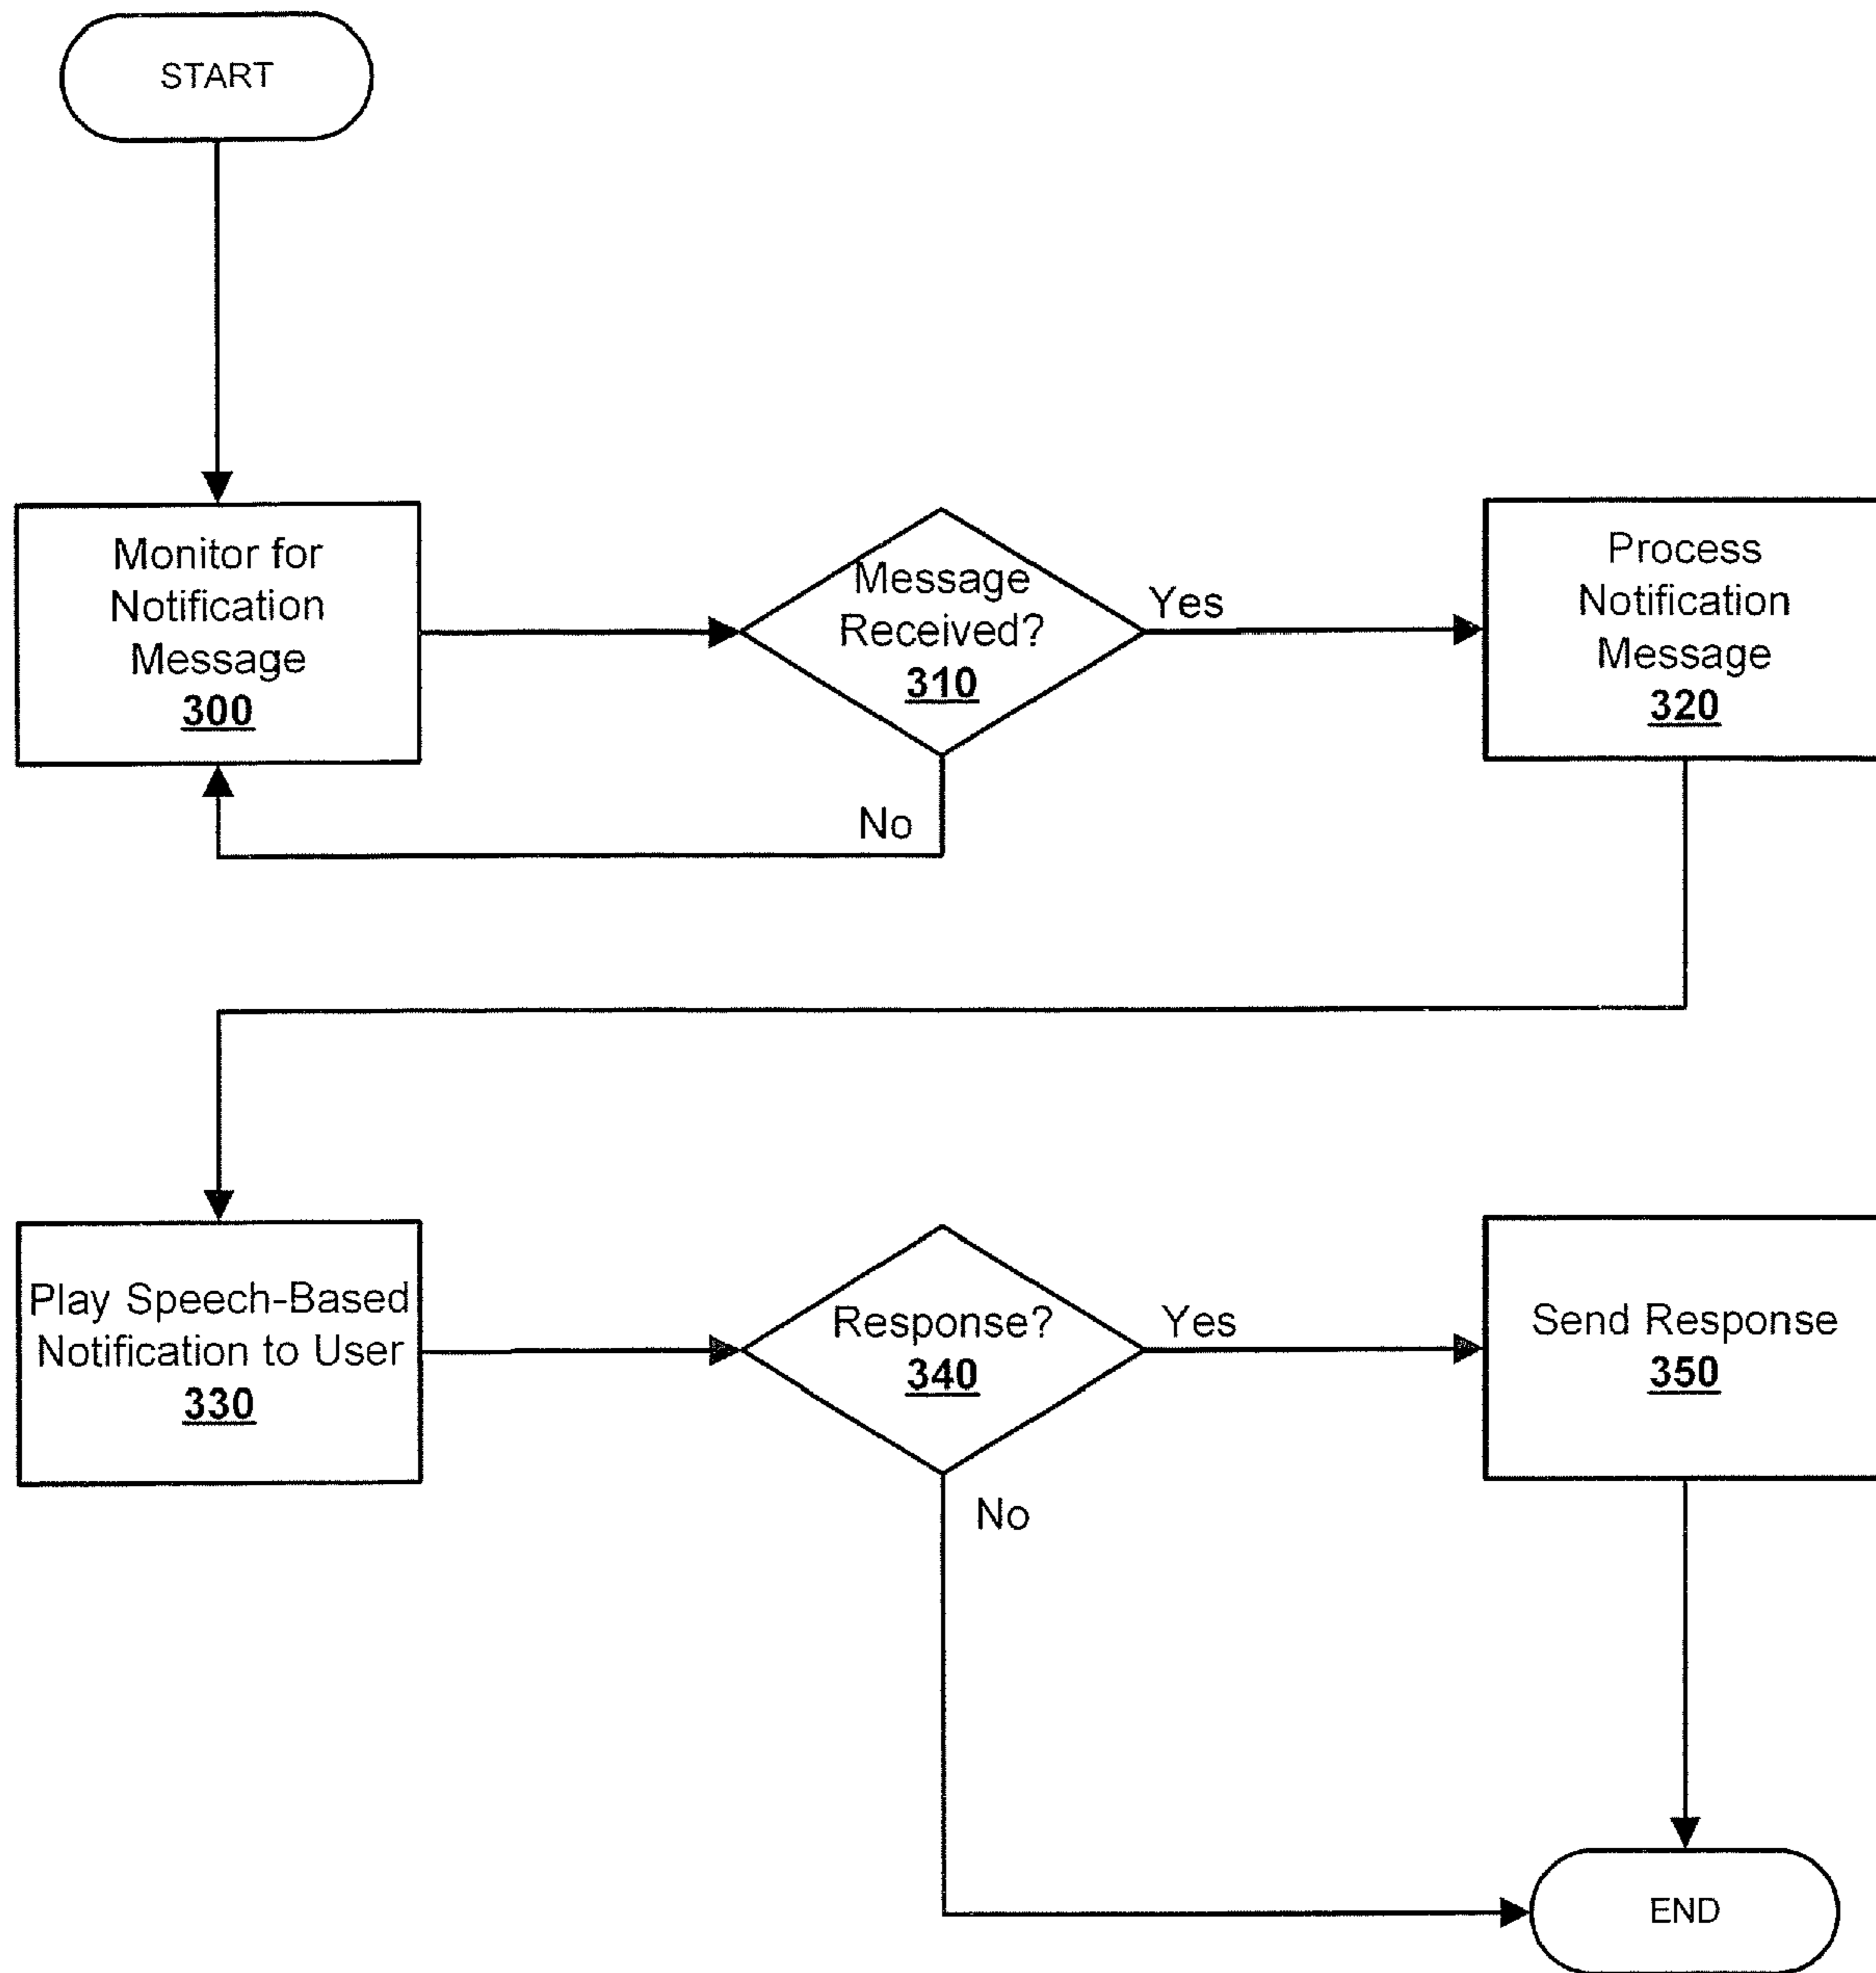 START
Monitor for
Notification
Message
300
Message
Received?
310
Yes
No
Process
Notification
Message
320
Play Speech-Based
Notification to User
330
Response?
340
Yes
No
Send Response
350
END